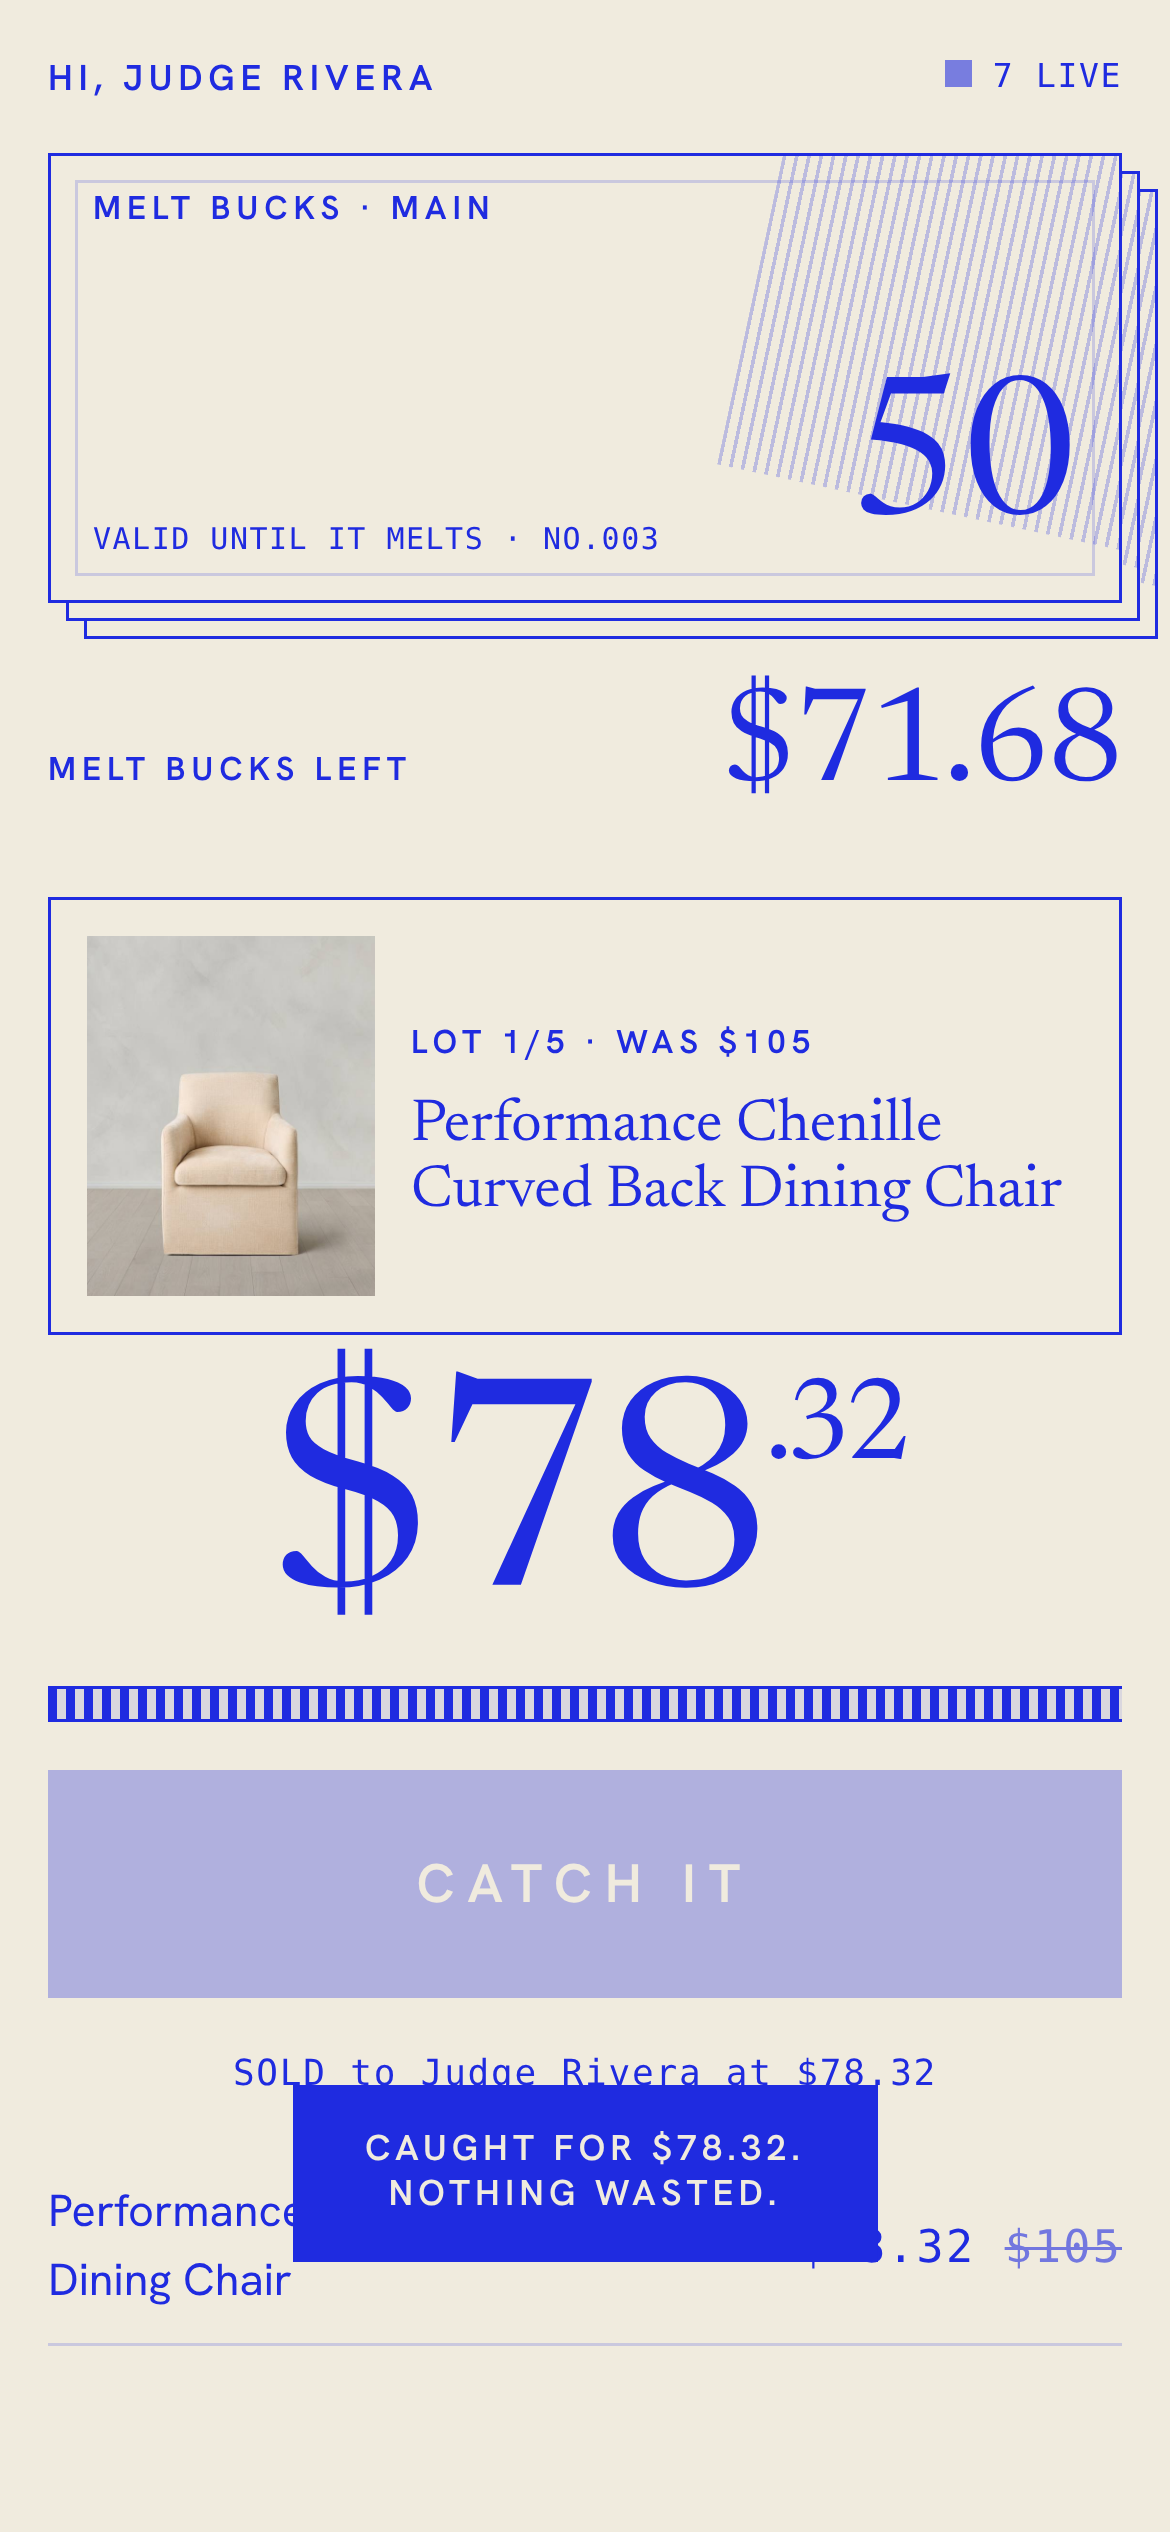 HI, JUDGE RIVERA
7 LIVE
MELT BUCKS · MAIN
50
VALID UNTIL IT MELTS · NO.003
MELT BUCKS LEFT
$71.68
LOT 1/5 · WAS $105
Performance Chenille
Curved Back Dining Chair
$78.32
CATCH IT
SOLD to Judge Rivera at $78.32
CAUGHT FOR $78.32.
NOTHING WASTED.
Performance
Dining Chair
.32 $105